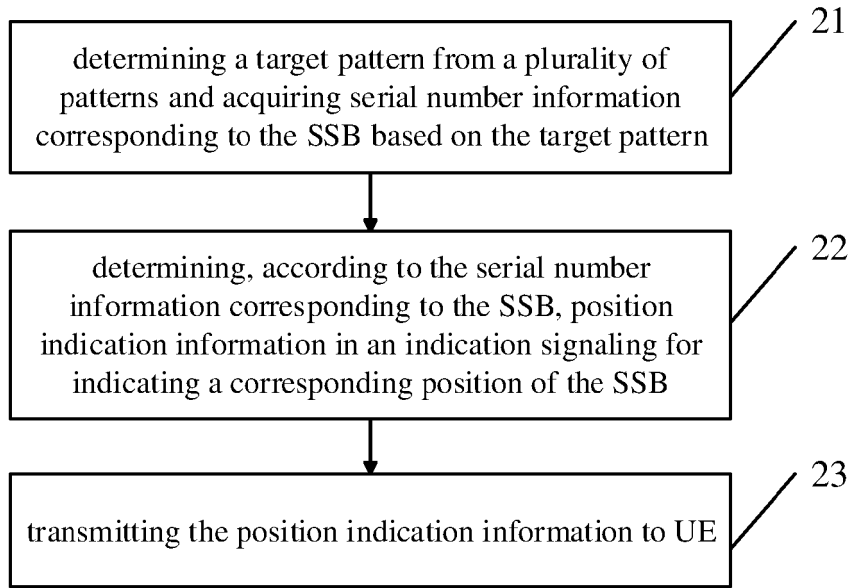 21
determining a target pattern from a plurality of
patterns and acquiring serial number information
corresponding to the SSB based on the target pattern
22
determining, according to the serial number
information corresponding to the SSB, position
indication information in an indication signaling for
indicating a corresponding position of the SSB
23
transmitting the position indication information to UE